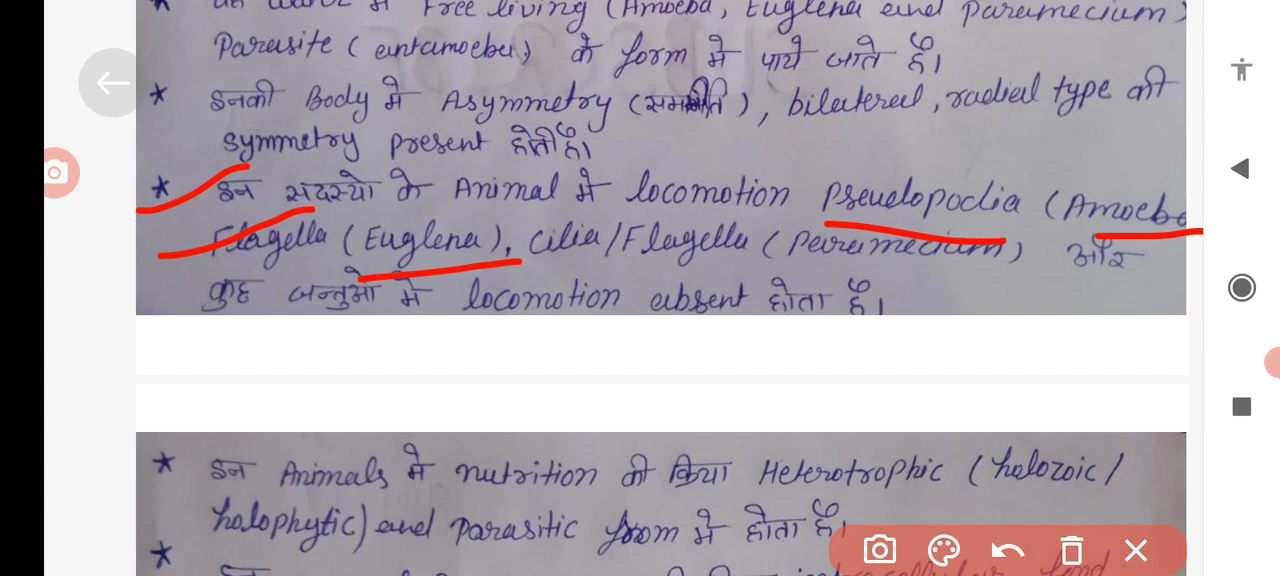 में Free living (Amoeba, Euglena and Paramecium)
Parasite (entamoeba) के form में पाये जाते है।
* इनकी Body में Asymmetry (), bilateral, radial type की
symmetry present होती है।
* इन सदस्यो के Animal में locomotion Pseudopodia (Amoeba
Flagella (Euglena), Cilia/Flagella (Paramecium) और
कुछ जन्तुओ में locomotion absent होता है।
* इन Animals में nutrition की क्रिया Heterotrophic (holozoic/
holophytic) and Parasitic from में होता है।
*